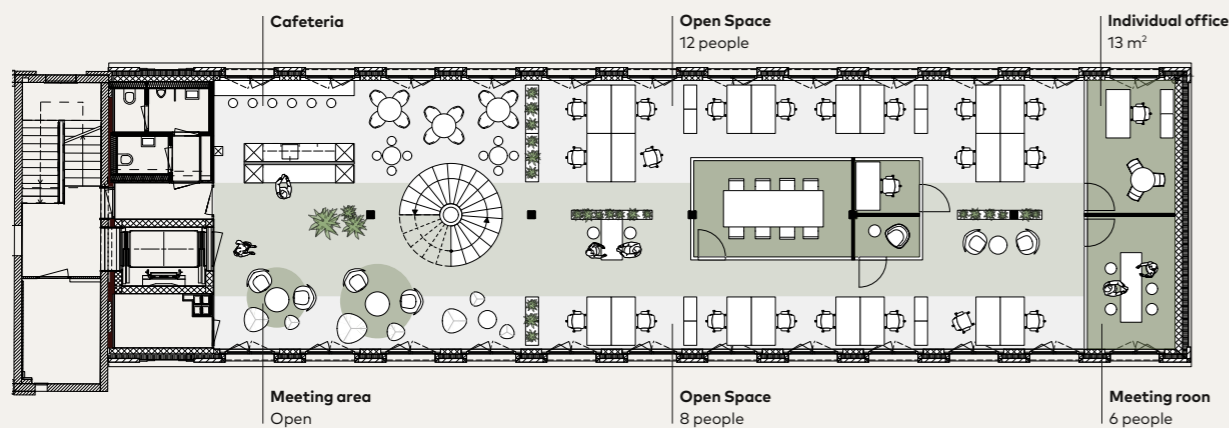 Cafeteria
Open Space
12 people
Individual office
13 m²
Meeting area
Open
Open Space
8 people
Meeting roon
6 people